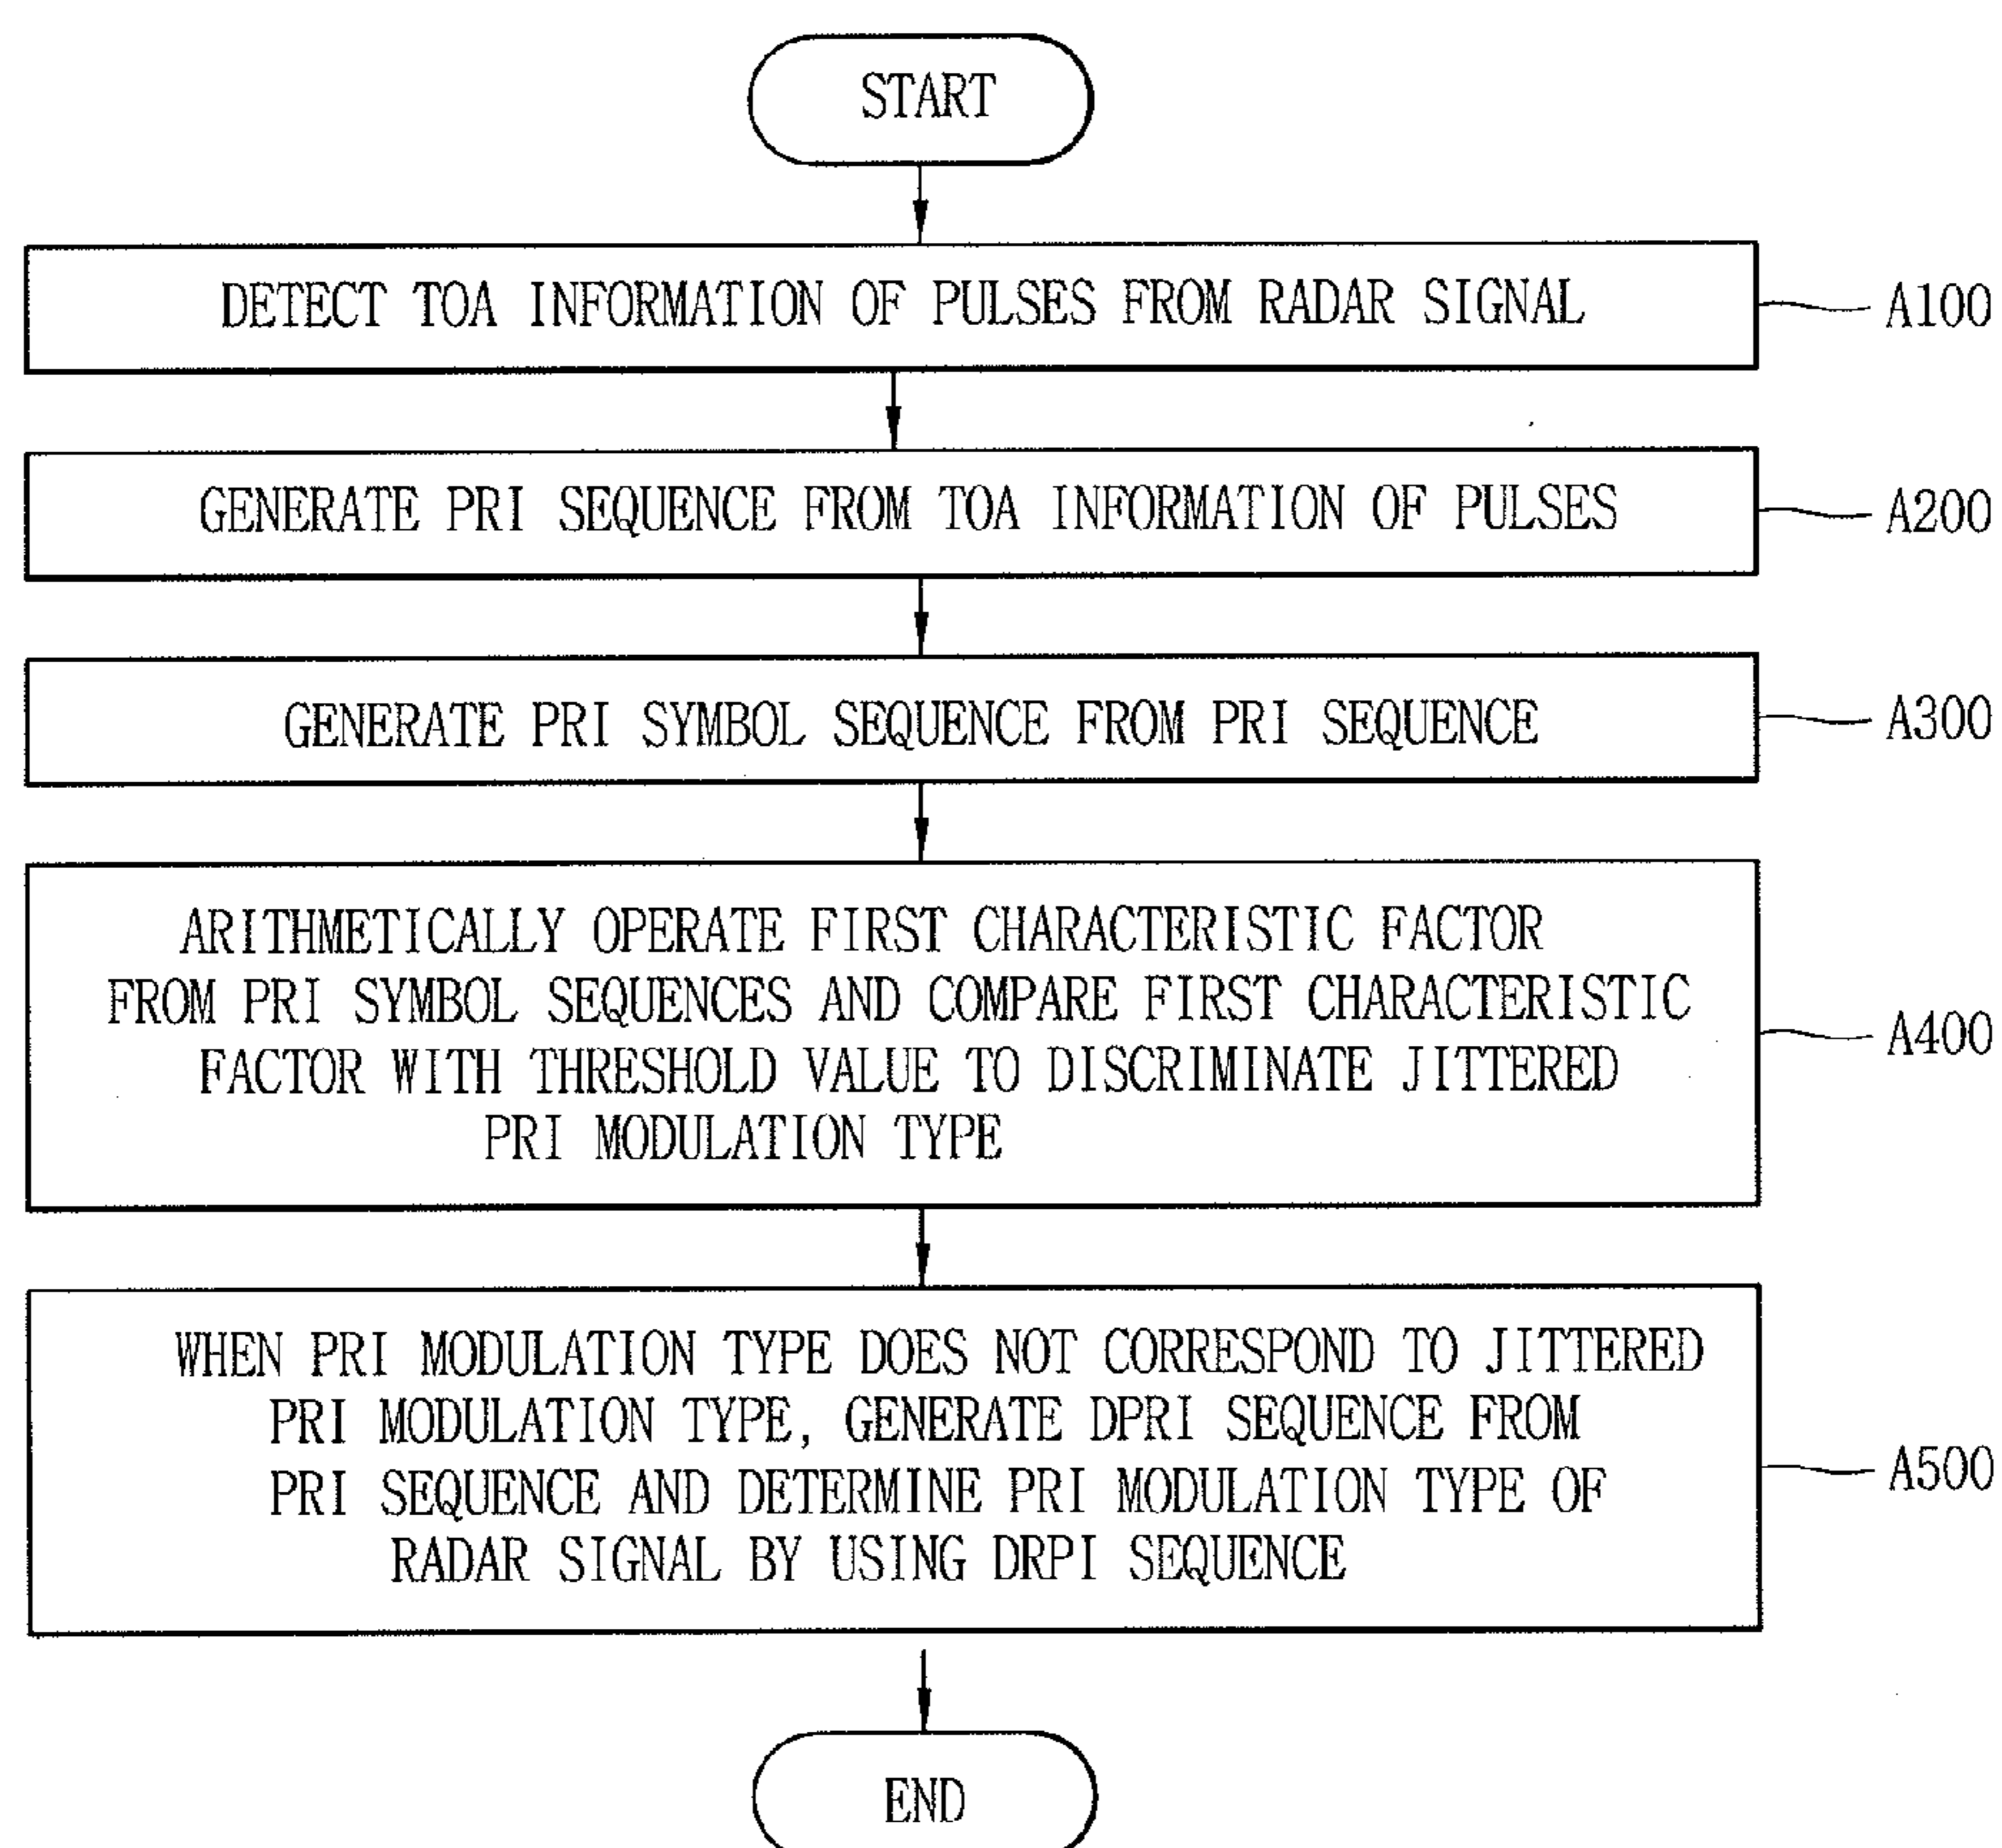 START
DETECT TOA INFORMATION OF PULSES FROM RADAR SIGNAL
A100
GENERATE PRI SEQUENCE FROM TOA INFORMATION OF PULSES
A200
GENERATE PRI SYMBOL SEQUENCE FROM PRI SEQUENCE
A300
ARITHMETICALLY OPERATE FIRST CHARACTERISTIC FACTOR
FROM PRI SYMBOL SEQUENCES AND COMPARE FIRST CHARACTERISTIC
FACTOR WITH THRESHOLD VALUE TO DISCRIMINATE JITTERED
PRI MODULATION TYPE
A400
WHEN PRI MODULATION TYPE DOES NOT CORRESPOND TO JITTERED
PRI MODULATION TYPE, GENERATE DPRI SEQUENCE FROM
PRI SEQUENCE AND DETERMINE PRI MODULATION TYPE OF
RADAR SIGNAL BY USING DRPI SEQUENCE
A500
END